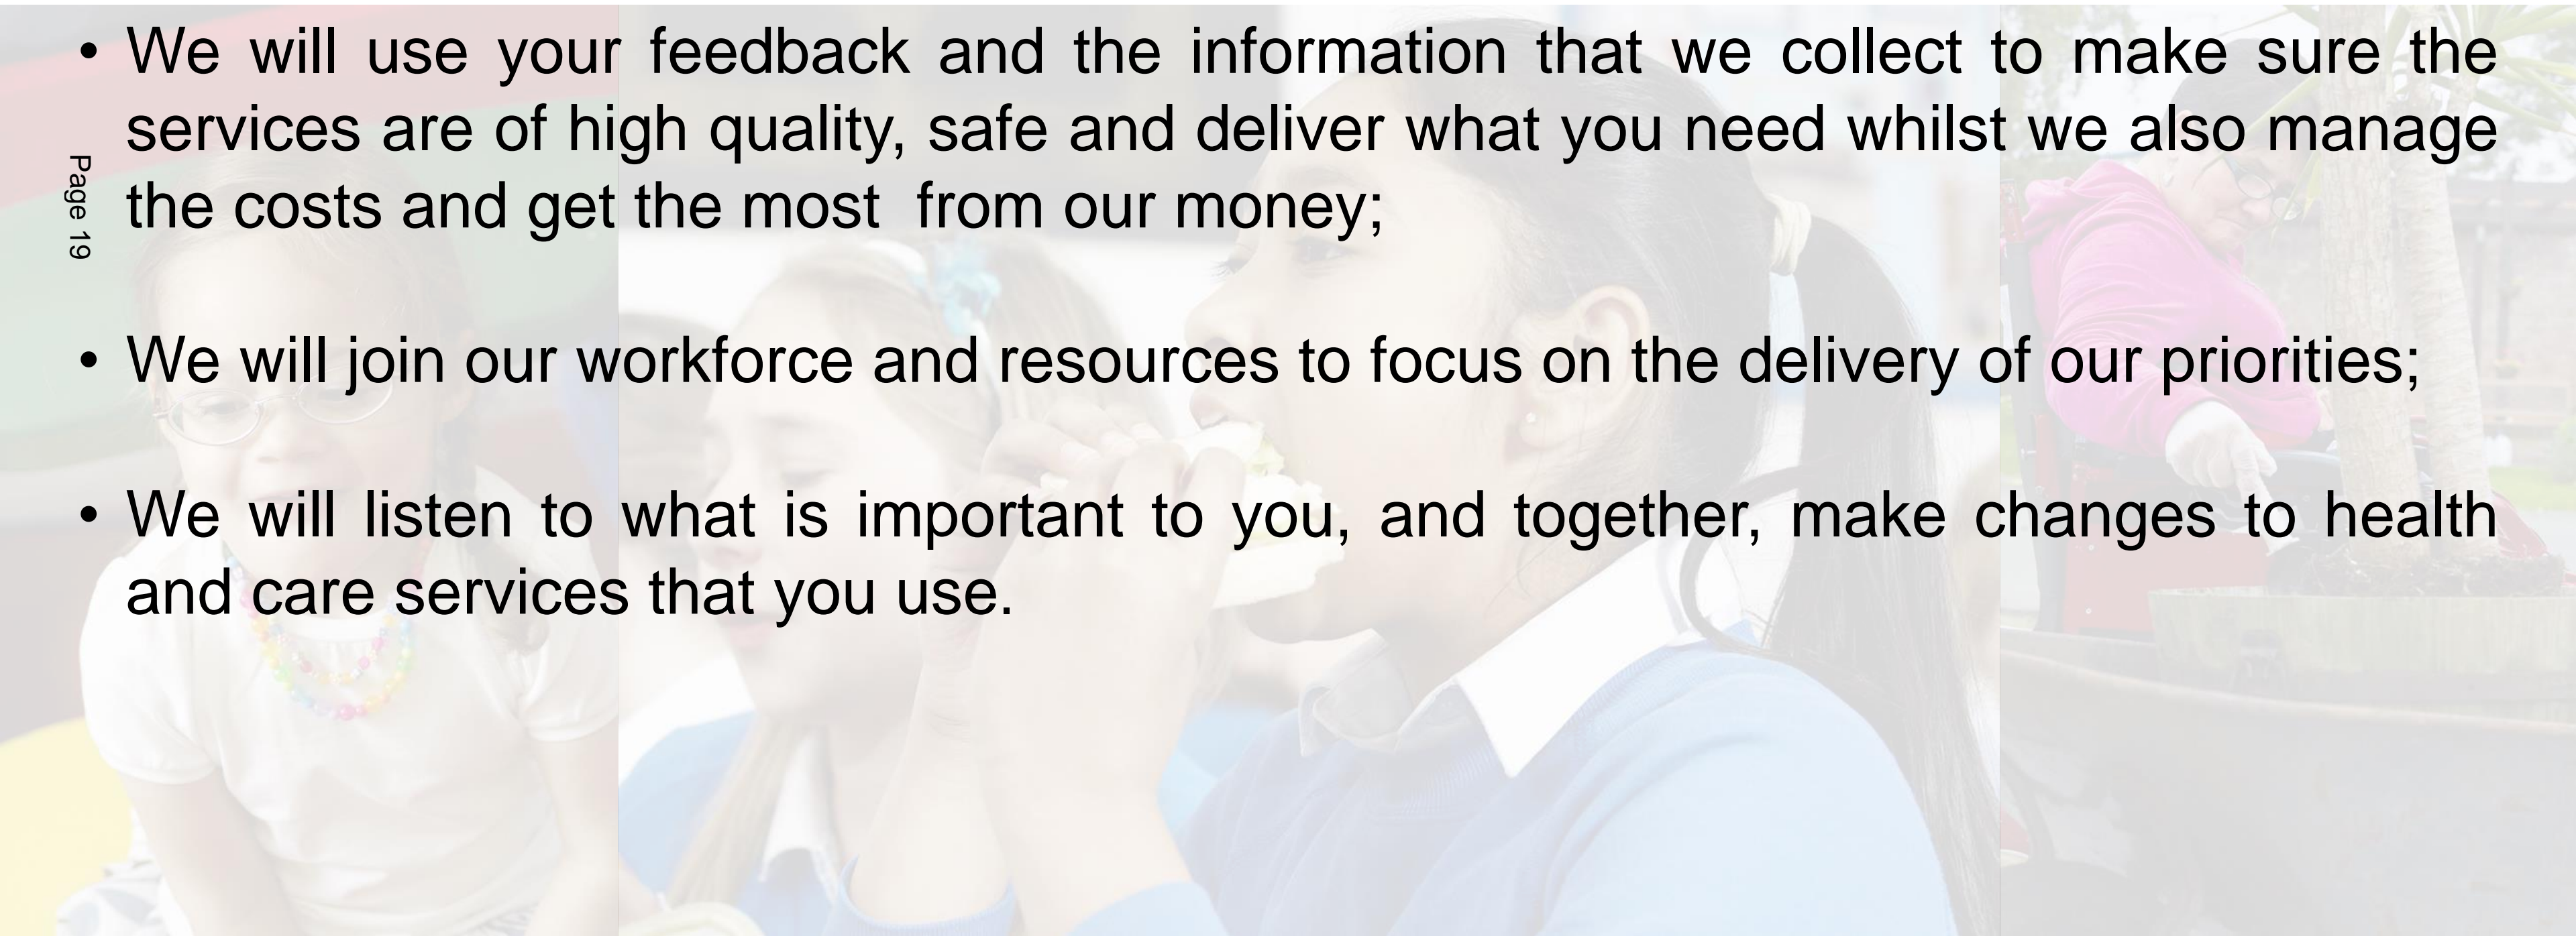 • We will use your feedback and the information that we collect to make sure the
services are of high quality, safe and deliver what you need whilst we also manage
the costs and get the most  from our money;
Page 19
• We will join our workforce and resources to focus on the delivery of our priorities;
• We will listen to what is important to you, and together, make changes to health
and care services that you use.